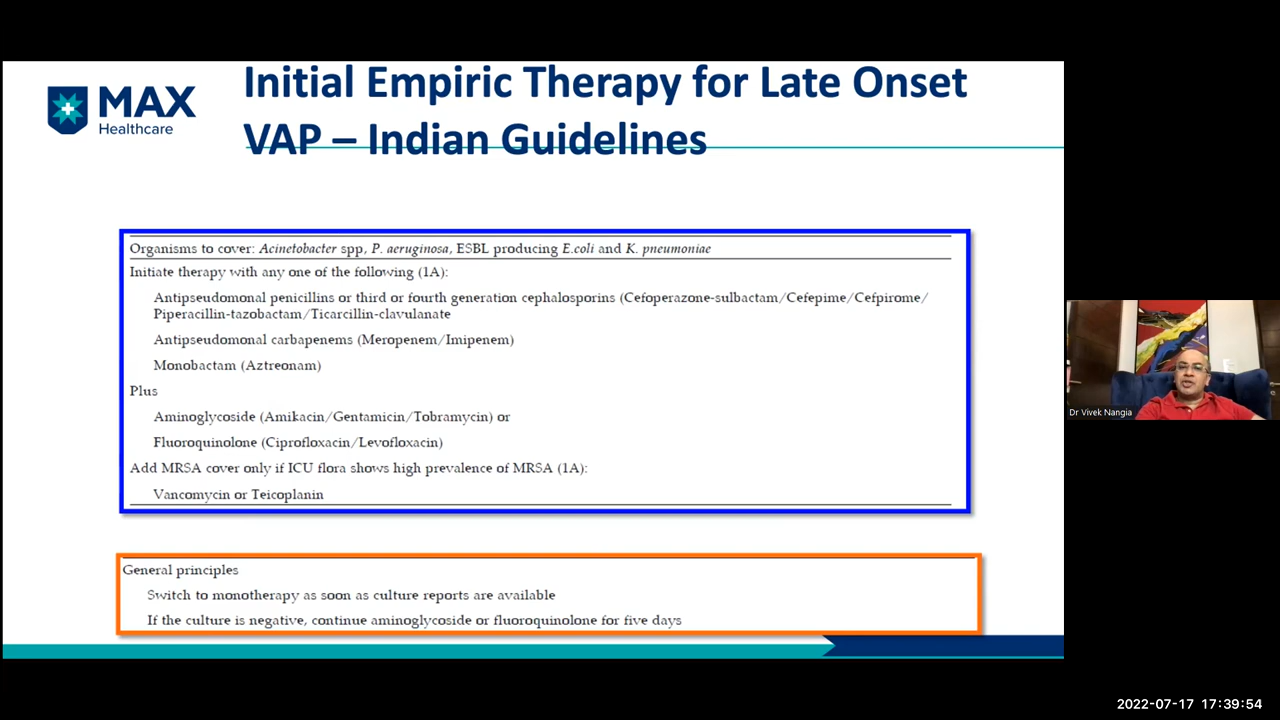 MAX
Healthcare
Initial Empiric Therapy for Late Onset
VAP – Indian Guidelines
Organisms to cover: Acinetobacter spp, P. aeruginosa, ESBL producing E.coli and K. pneumoniae
Initiate therapy with any one of the following (1A):
Antipseudomonal penicillins or third or fourth generation cephalosporins (Cefoperazone-sulbactam/Cefepime/Cefpirome/
Piperacillin-tazobactam/Ticarcillin-clavulanate
Antipseudomonal carbapenems (Meropenem/Imipenem)
Monobactam (Aztreonam)
Plus
Aminoglycoside (Amikacin/Gentamicin/Tobramycin) or
Fluoroquinolone (Ciprofloxacin/Levofloxacin)
Add MRSA cover only if ICU flora shows high prevalence of MRSA (1A):
Vancomycin or Teicoplanin
General principles
Switch to monotherapy as soon as culture reports are available
If the culture is negative, continue aminoglycoside or fluoroquinolone for five days
Dr Vivek Nangia
2022-07-17 17:39:54